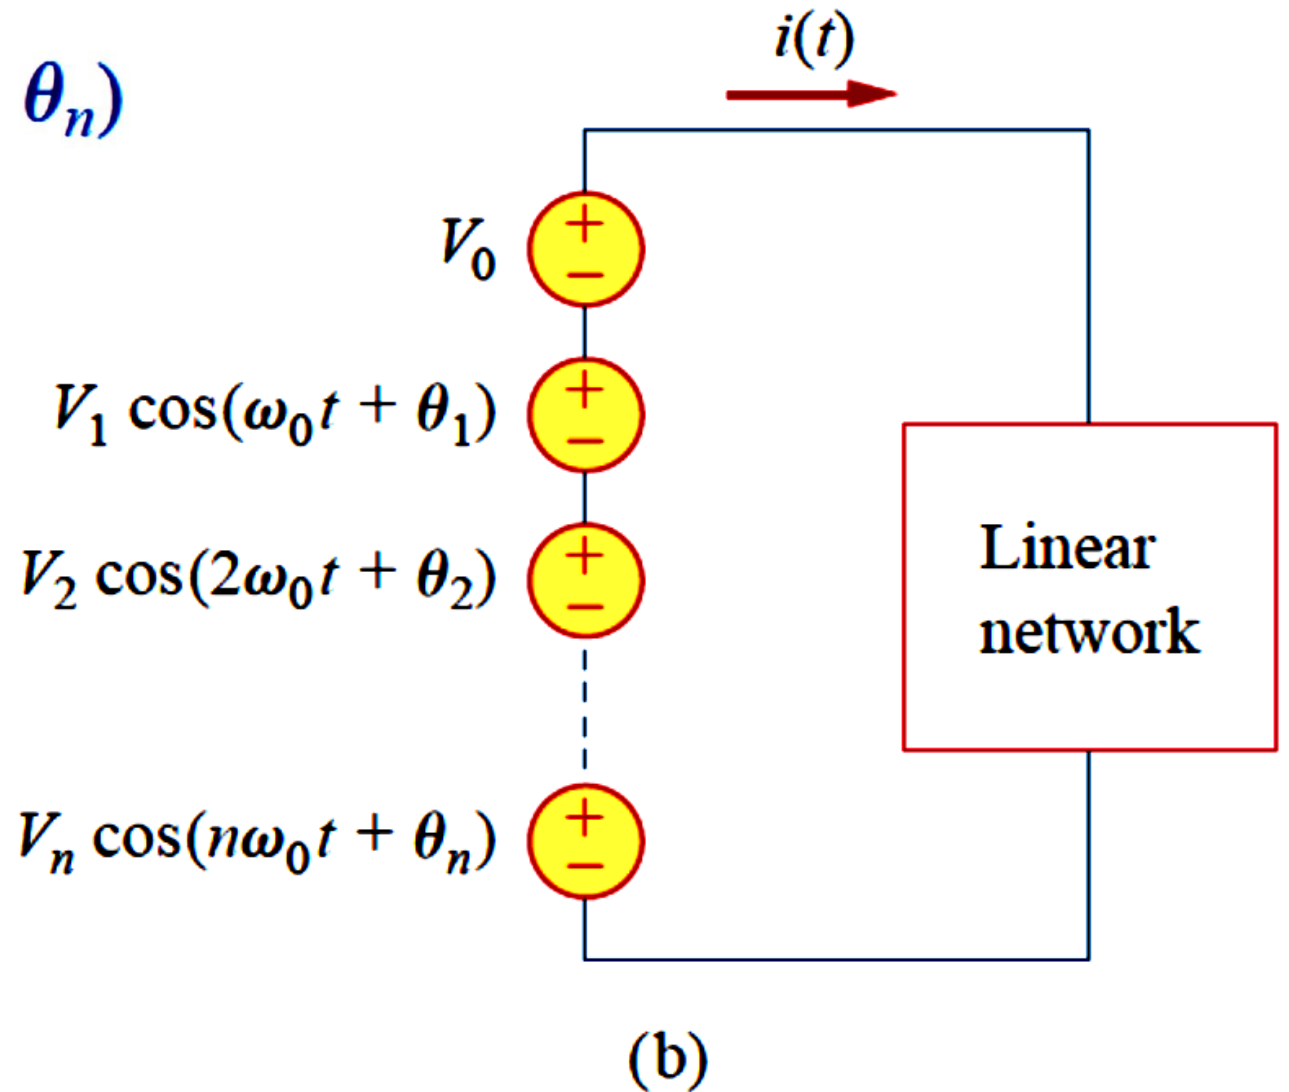 i(t)
θₙ)
+
−
V₀
+
−
V₁ cos(ω₀t + θ₁)
+
−
V₂ cos(2ω₀t + θ₂)
Linear
network
+
−
Vₙ cos(nω₀t + θₙ)
(b)